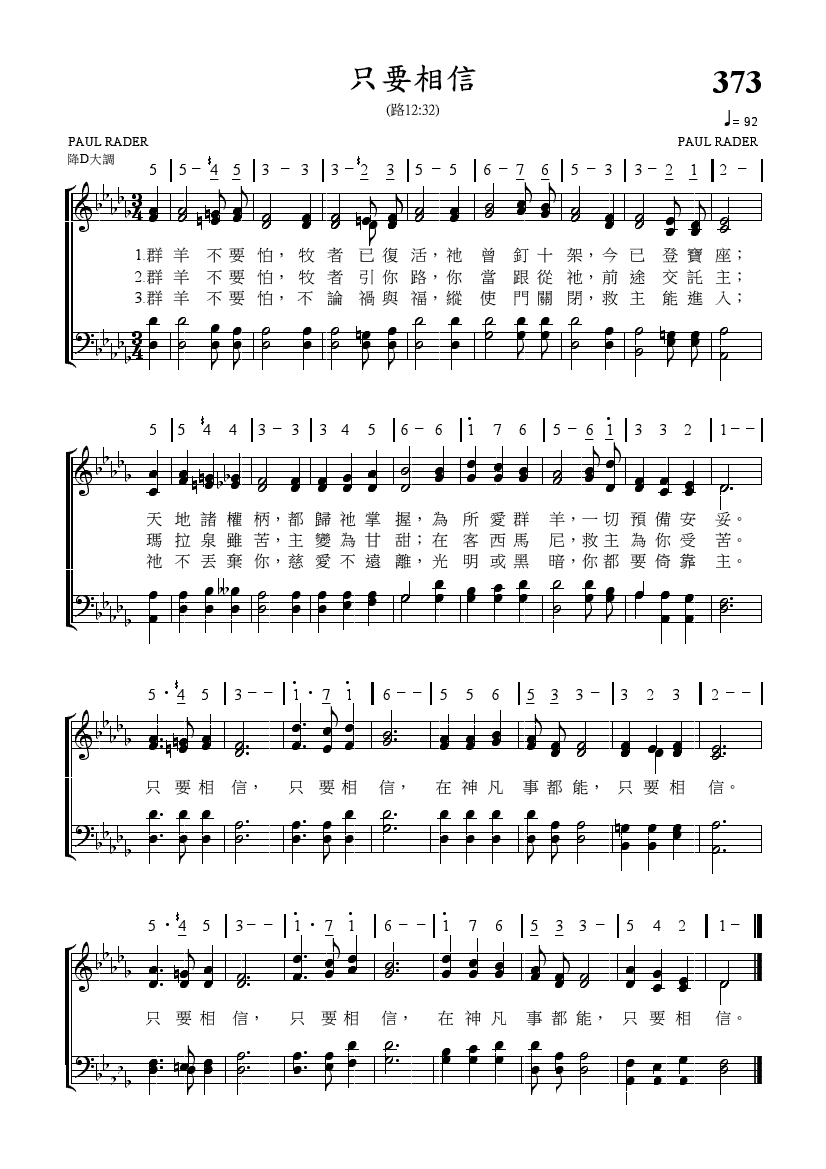 只要相信
373
(路12:32)
♩= 92
PAUL RADER
PAUL RADER
降D大調
5 | 5 – 4 5 | 3 – 3 | 3 – 2 3 | 5 – 5 | 6 – 7 6 | 5 – 3 | 3 – 2 1 | 2 – |
1.群羊不要怕，牧者已復活，祂曾釘十架，今已登寶座；
2.群羊不要怕，牧者引你路，你當跟從祂，前途交託主；
3.群羊不要怕，不論禍與福，縱使門關閉，救主能進入；
5 | 5 4 4 | 3 – 3 | 3 4 5 | 6 – 6 | 1 7 6 | 5 – 6 1 | 3 3 2 | 1 – – |
天地諸權柄，都歸祂掌握，為所愛群羊，一切預備安妥。
瑪拉泉雖苦，主變為甘甜；在客西馬尼，救主為你受苦。
祂不丟棄你，慈愛不遠離，光明或黑暗，你都要倚靠主。
5 · 4 5 | 3 – – | 1 · 7 1 | 6 – – | 5 5 6 | 5 3 3 – | 3 2 3 | 2 – – |
只要相信，只要相信，在神凡事都能，只要相信。
5 · 4 5 | 3 – – | 1 · 7 1 | 6 – – | 1 7 6 | 5 3 3 – | 5 4 2 | 1 –
只要相信，只要相信，在神凡事都能，只要相信。